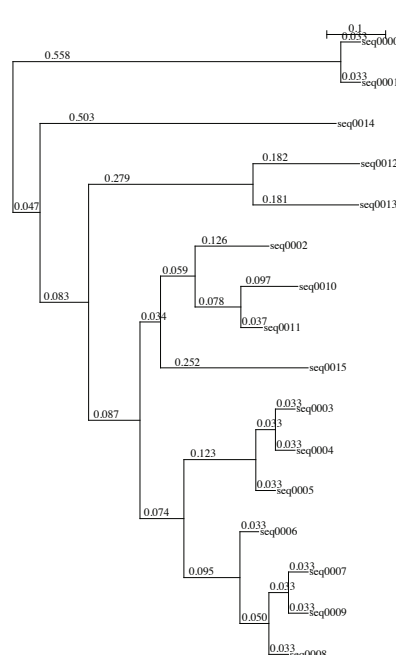 0.1
0.033
seq0000
0.558
0.033
seq0001
0.503
seq0014
0.182
seq0012
0.279
0.181
seq0013
0.047
0.126
seq0002
0.059
0.097
seq0010
0.083
0.078
0.034
0.037
seq0011
0.252
seq0015
0.087
0.033
seq0003
0.033
0.033
seq0004
0.123
0.033
seq0005
0.074
0.033
seq0006
0.095
0.033
seq0007
0.033
0.033
seq0009
0.050
0.033
seq0008